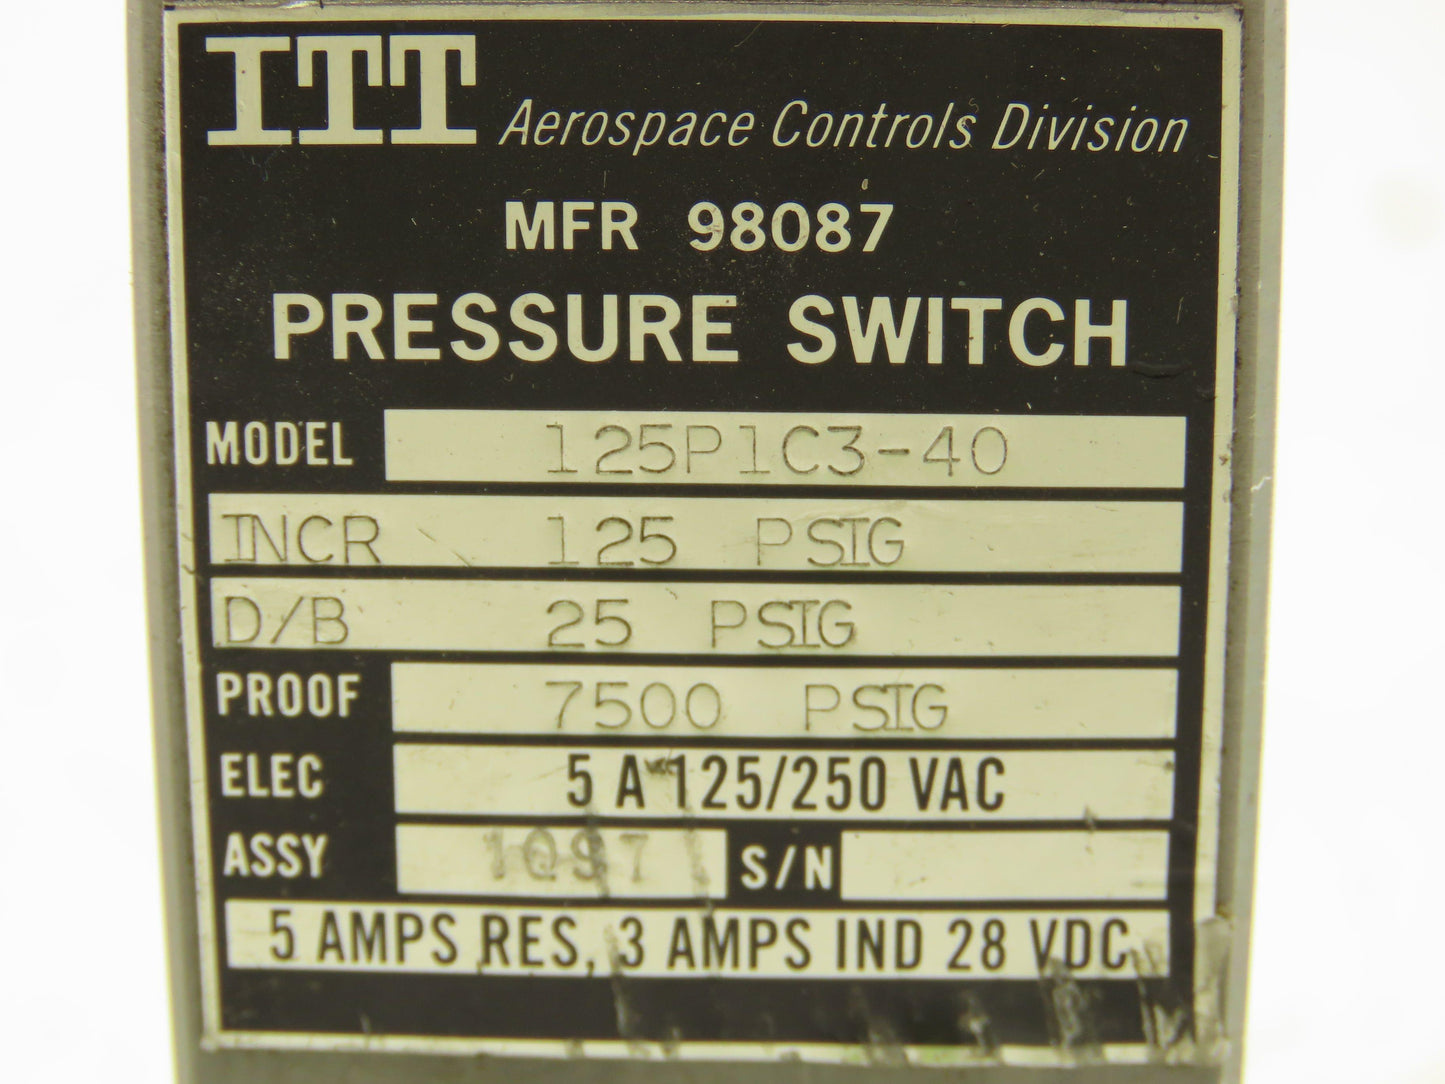 ITT Aerospace Controls Division
MFR 98087
PRESSURE SWITCH
MODEL 125P1C3-40
INCR 125 PSIG
D/B 25 PSIG
PROOF 7500 PSIG
ELEC 5 A 125/250 VAC
ASSY 1Q97 S/N
5 AMPS RES, 3 AMPS IND 28 VDC